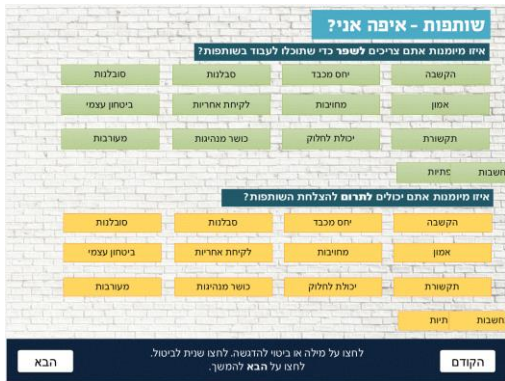 שותפות - איפה אני?
איזו מיומנות אתם צריכים לשפר כדי שתוכלו לעבוד בשותפות?
הקשבה יחס מכבד סבלנות סובלנות
אמון מחויבות לקיחת אחריות ביטחון עצמי
תקשורת יכולת לחלוק כושר מנהיגות מעורבות
חשבות פתיות
איזו מיומנות אתם יכולים לתרום להצלחת השותפות?
הקשבה יחס מכבד סבלנות סובלנות
אמון מחויבות לקיחת אחריות ביטחון עצמי
תקשורת יכולת לחלוק כושר מנהיגות מעורבות
חשבות תיות
הקודם
לחצו על מילה או ביטוי להדגשה. לחצו שנית לביטול.
לחצו על הבא להמשך.
הבא